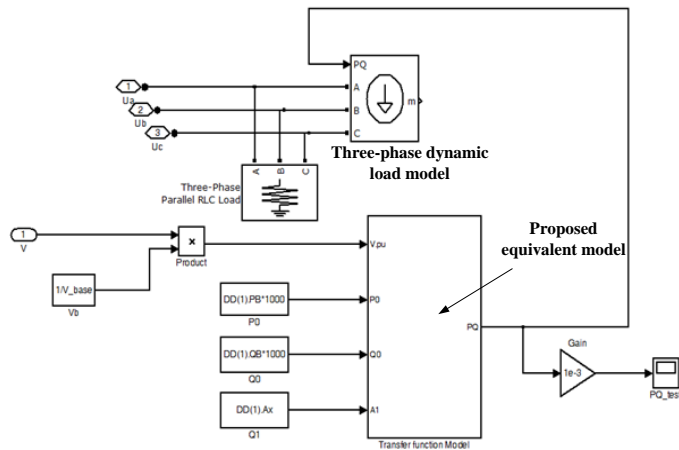 PQ
1
A
m
Ua
2
B
Ub
3
C
Uc
Three-phase dynamic
load model
A B C
Three-Phase
Parallel RLC Load
Proposed
equivalent model
1
V
×
Product
Vpu
1/V_base
Vb
DD(1).PB*1000
P0
P0
PQ
DD(1).QB*1000
Q0
Q0
Gain
1e-3
PQ_test
DD(1).Ax
Q1
A1
Transfer function Model